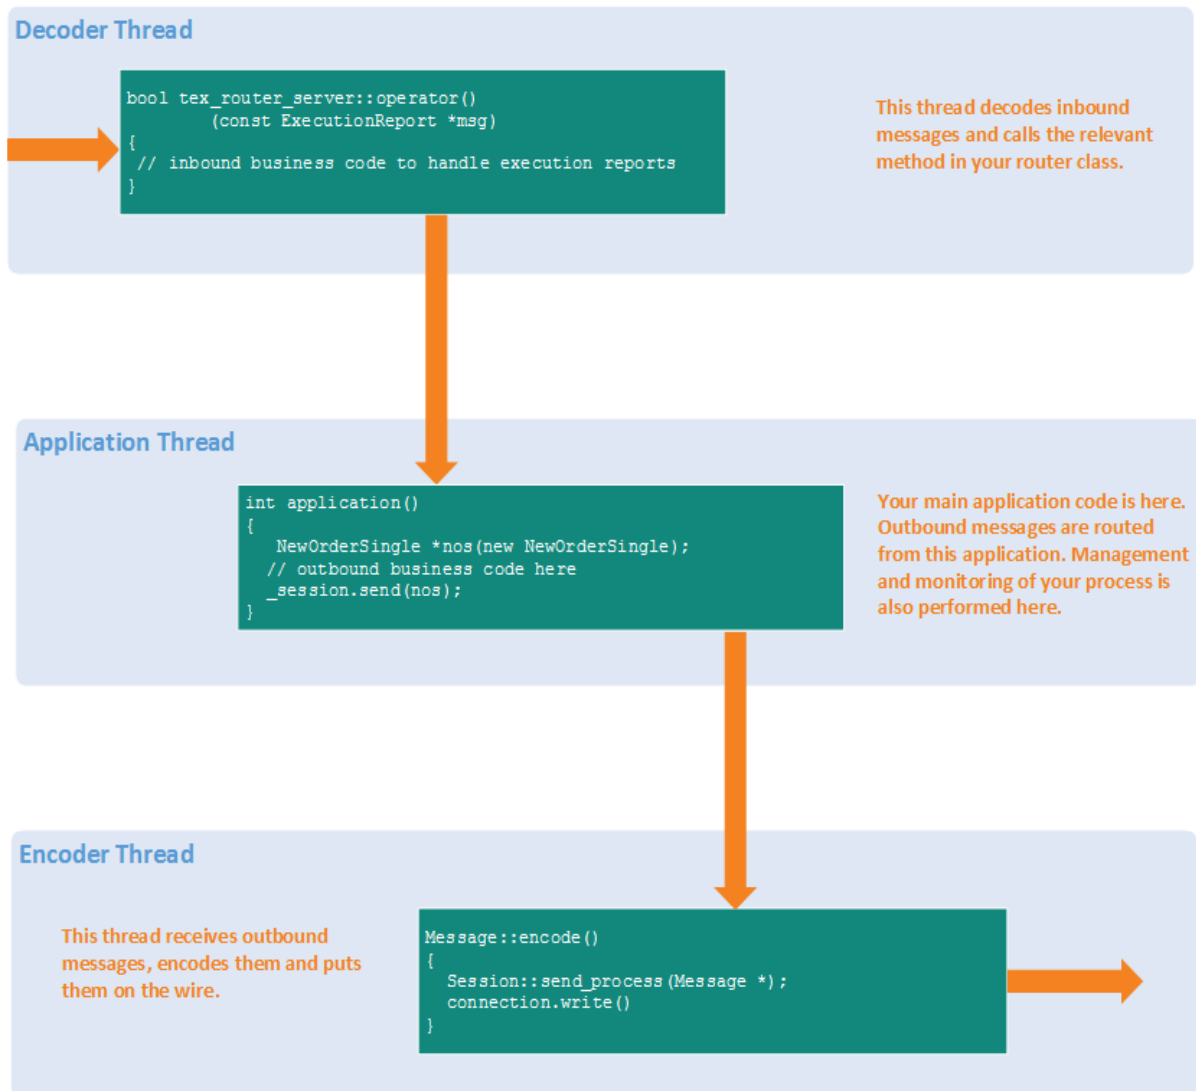 Decoder Thread
bool tex_router_server::operator()
(const ExecutionReport *msg)
{
// inbound business code to handle execution reports
}
This thread decodes inbound
messages and calls the relevant
method in your router class.
Application Thread
int application()
{
NewOrderSingle *nos(new NewOrderSingle);
// outbound business code here
_session.send(nos);
}
Your main application code is here.
Outbound messages are routed
from this application. Management
and monitoring of your process is
also performed here.
Encoder Thread
This thread receives outbound
messages, encodes them and puts
them on the wire.
Message::encode()
{
Session::send_process(Message *);
connection.write()
}